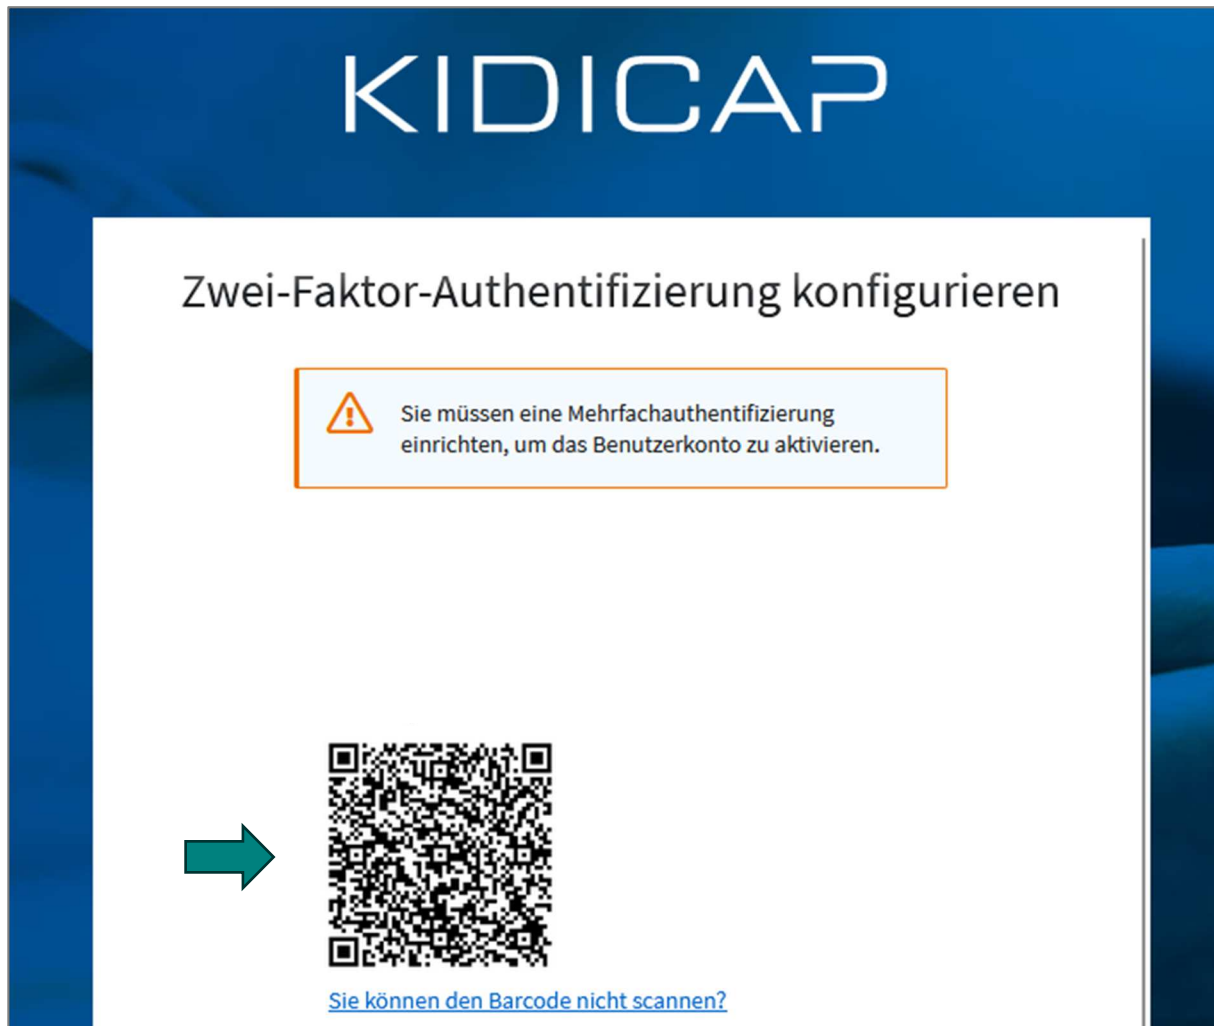 KIDICAP
Zwei-Faktor-Authentifizierung konfigurieren
Sie müssen eine Mehrfachauthentifizierung
einrichten, um das Benutzerkonto zu aktivieren.
Sie können den Barcode nicht scannen?